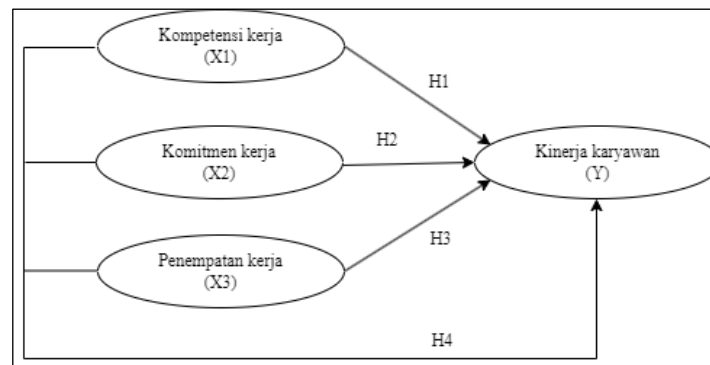 Kompetensi kerja
(X1)
H1
H2
Komitmen kerja
(X2)
Kinerja karyawan
(Y)
H3
Penempatan kerja
(X3)
H4